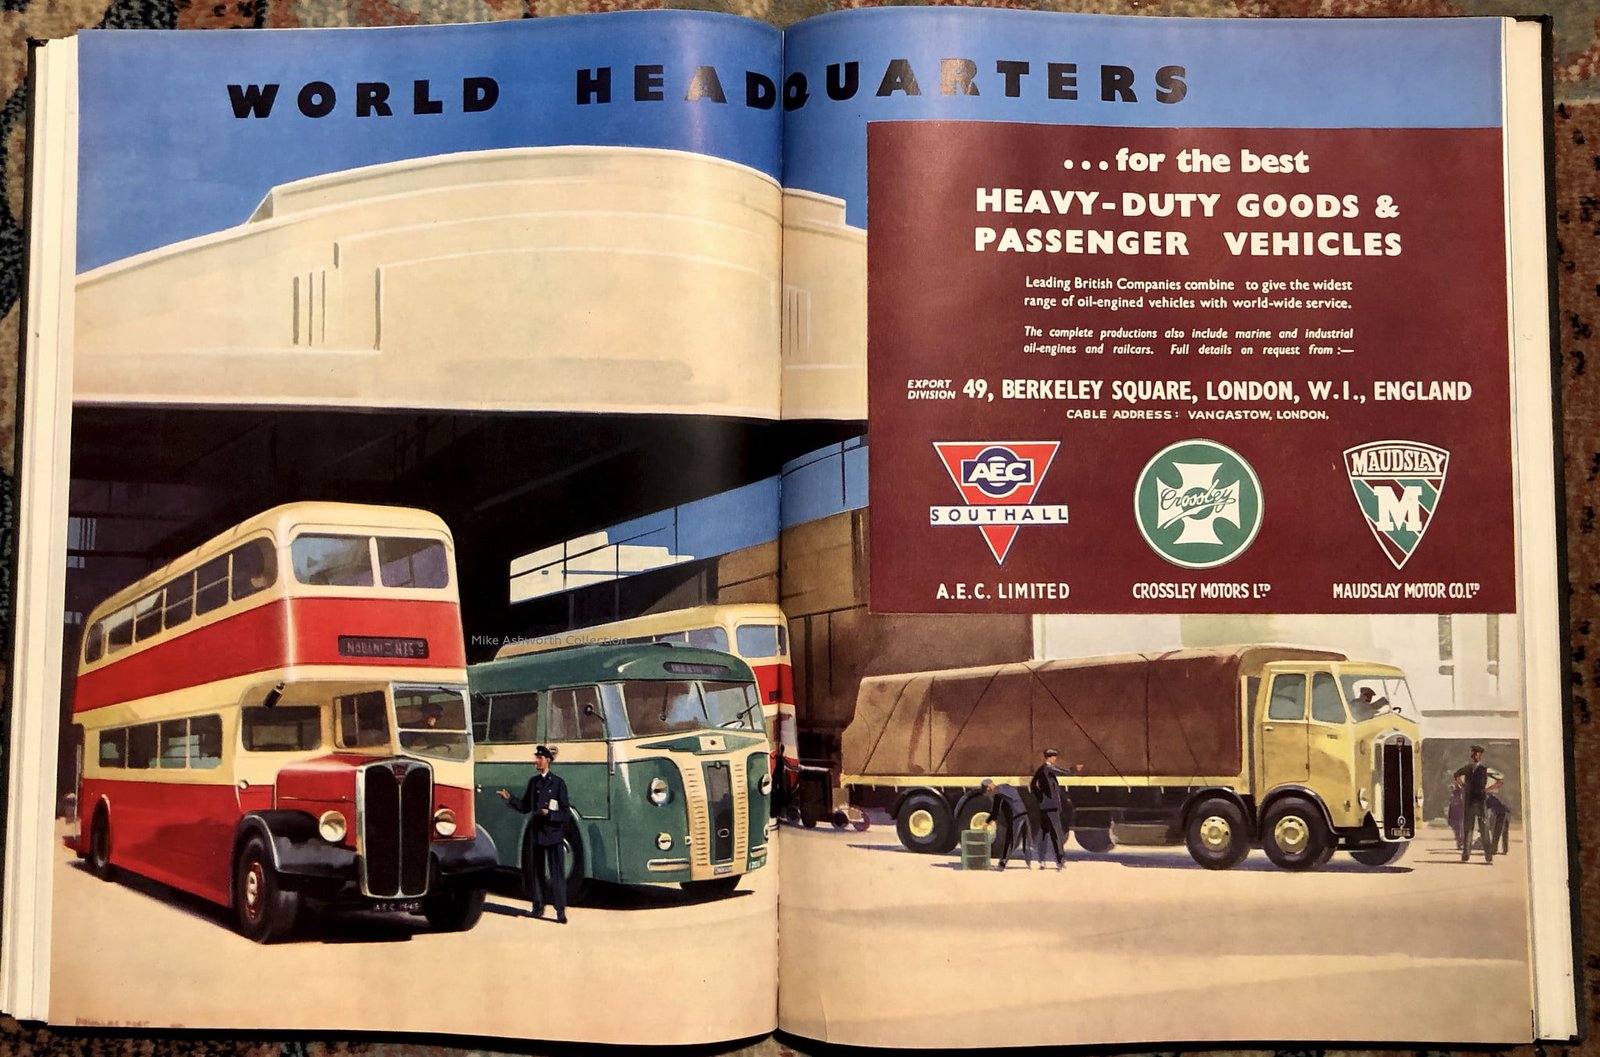 WORLD HEADQUARTERS
...for the best
HEAVY-DUTY GOODS &
PASSENGER VEHICLES
Leading British Companies combine to give the widest
range of oil-engined vehicles with world-wide service.
The complete productions also include marine and industrial
oil-engines and railcars. Full details on request from :—
EXPORT
DIVISION
49, BERKELEY SQUARE, LONDON, W.1., ENGLAND
CABLE ADDRESS: VANGASTOW, LONDON.
AEC
SOUTHALL
Crossley
MAUDSLAY
M
A.E.C. LIMITED
CROSSLEY MOTORS LTD
MAUDSLAY MOTOR CO.LTD
Mike Ashworth Collection